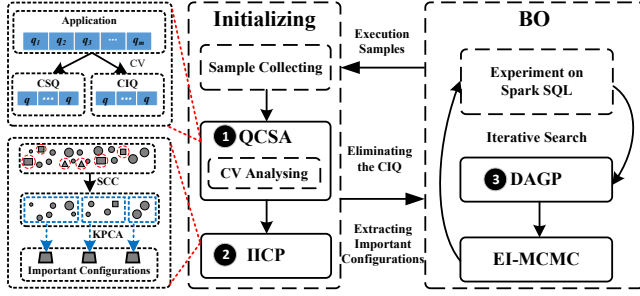 Application
q1 q2 q3 ... qm
CV
CSQ
CIQ
q ... q
q ... q
SCC
KPCA
Important Configurations
Initializing
Sample Collecting
1 QCSA
CV Analysing
2 IICP
Execution
Samples
Eliminating
the CIQ
Extracting
Important
Configurations
BO
Experiment on
Spark SQL
Iterative Search
3 DAGP
EI-MCMC